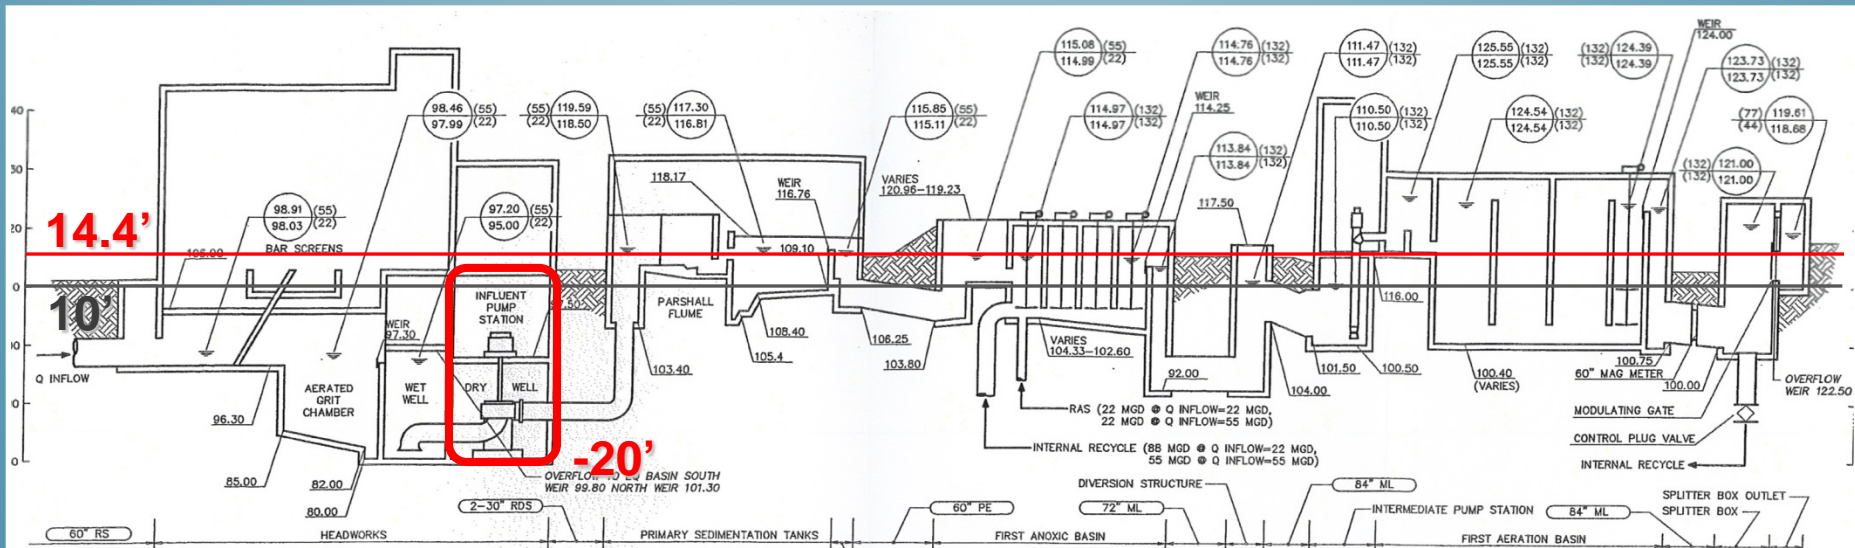 WEIR
124.00
115.08 (55)
114.99 (22)
114.76 (132)
114.76 (132)
111.47 (132)
111.47 (132)
125.55 (132)
125.55 (132)
(132) 124.39
(132) 124.39
123.73 (132)
123.73 (132)
40
98.46 (55)
97.99 (22)
(55) 119.59
(22) 118.50
(55) 117.30
(22) 116.81
115.85 (55)
115.11 (22)
114.97 (132)
114.97 (132)
WEIR
114.25
110.50 (132)
110.50 (132)
124.54 (132)
124.54 (132)
(77) 119.61
(44) 118.68
113.84 (132)
113.84 (132)
30
118.17
WEIR
116.76
VARIES
120.96-119.23
(132) 121.00
(132) 121.00
98.91 (55)
98.03 (22)
97.20 (55)
95.00 (22)
117.50
20
14.4'
BAR SCREENS
109.10
0
10'
INFLUENT
PUMP
STATION
97.50
PARSHALL
FLUME
116.00
WEIR
97.30
108.40
105.4
106.25
103.80
VARIES
104.33-102.60
Q INFLOW
AERATED
GRIT
CHAMBER
WET
WELL
DRY WELL
103.40
92.00
104.00
101.50
100.50
100.40
(VARIES)
100.75
60" MAG METER
100.00
OVERFLOW
WEIR 122.50
96.30
RAS (22 MGD @ Q INFLOW=22 MGD,
22 MGD @ Q INFLOW=55 MGD)
MODULATING GATE
CONTROL PLUG VALVE
INTERNAL RECYCLE (88 MGD @ Q INFLOW=22 MGD,
55 MGD @ Q INFLOW=55 MGD)
INTERNAL RECYCLE
-20'
85.00
82.00
80.00
OVERFLOW TO EQ BASIN SOUTH
WEIR 99.80 NORTH WEIR 101.30
DIVERSION STRUCTURE
84" ML
SPLITTER BOX OUTLET
SPLITTER BOX
2-30" RDS
60" PE
72" ML
INTERMEDIATE PUMP STATION
84" ML
60" RS
HEADWORKS
PRIMARY SEDIMENTATION TANKS
FIRST ANOXIC BASIN
FIRST AERATION BASIN